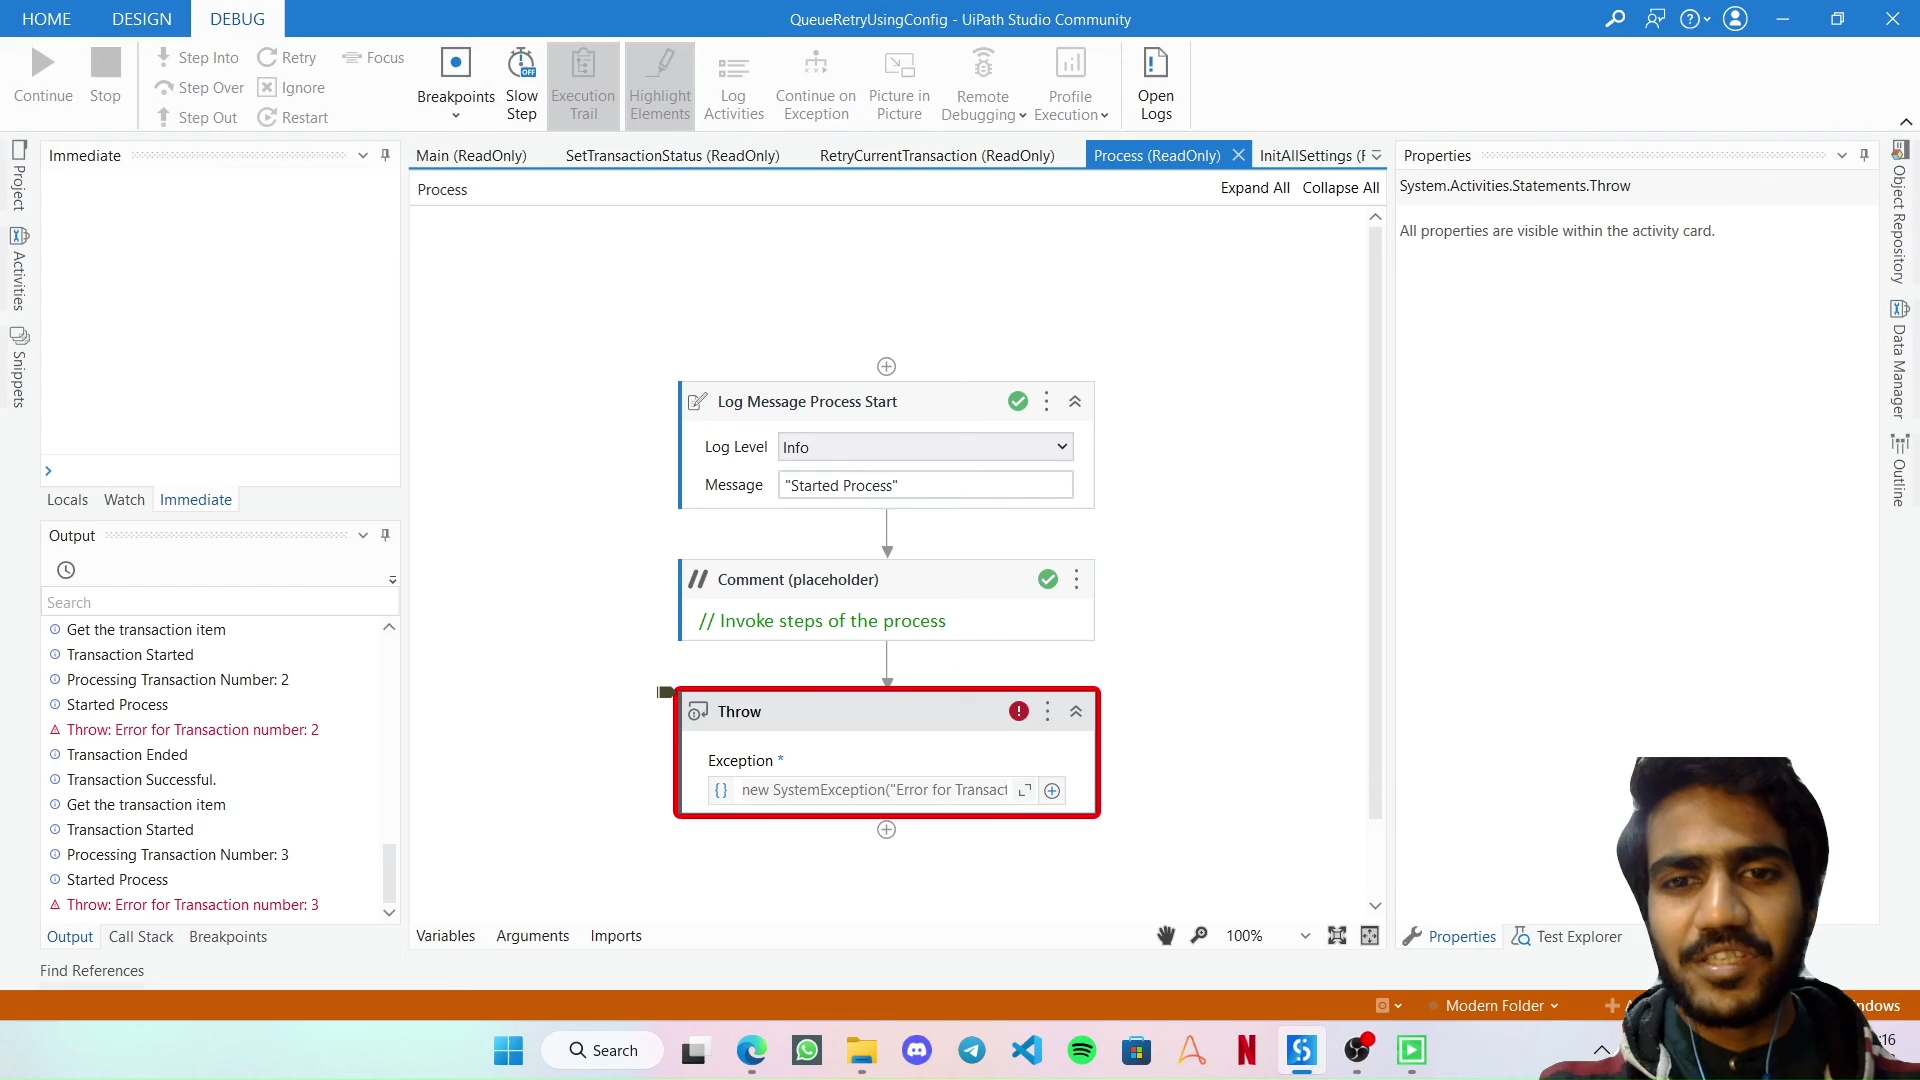 HOME DESIGN DEBUG
QueueRetryUsingConfig - UiPath Studio Community
Continue
Stop
Step Into
Step Over
Step Out
Retry
Ignore
Restart
Focus
Breakpoints
OFF
Slow
Step
Execution
Trail
Highlight
Elements
Log
Activities
Continue on
Exception
Picture in
Picture
Remote
Debugging
Profile
Execution
Open
Logs
Project
Activities
Snippets
Immediate
Locals Watch Immediate
Output
Search
Get the transaction item
Transaction Started
Processing Transaction Number: 2
Started Process
Throw: Error for Transaction number: 2
Transaction Ended
Transaction Successful.
Get the transaction item
Transaction Started
Processing Transaction Number: 3
Started Process
Throw: Error for Transaction number: 3
Output Call Stack Breakpoints
Find References
Main (ReadOnly) SetTransactionStatus (ReadOnly) RetryCurrentTransaction (ReadOnly) Process (ReadOnly) InitAllSettings (F
Process
Expand All Collapse All
Log Message Process Start
Log Level Info
Message "Started Process"
Comment (placeholder)
// Invoke steps of the process
Throw
Exception *
new SystemException("Error for Transact
Variables Arguments Imports
100%
Properties
System.Activities.Statements.Throw
All properties are visible within the activity card.
Properties Test Explorer
Object Repository
Data Manager
Outline
Modern Folder
ndows
Search
:16